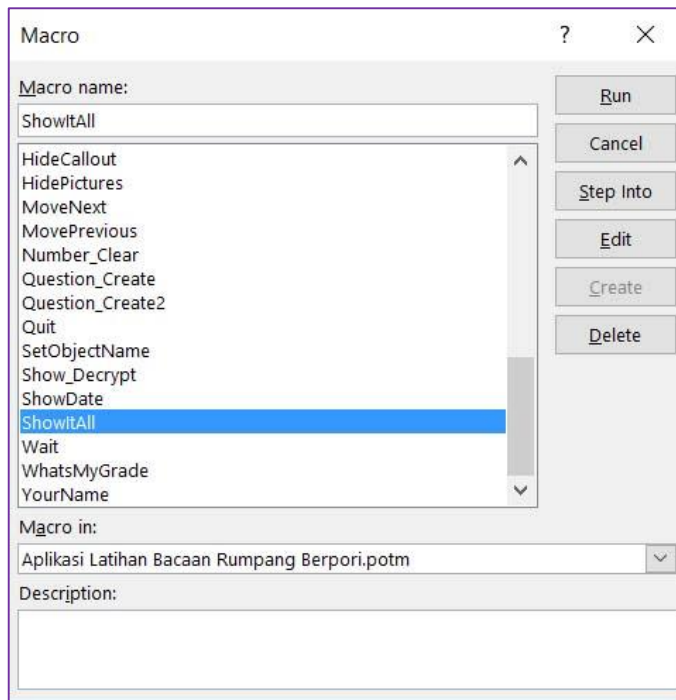 Macro ? ×
Macro name:
ShowItAll
Run
Cancel
Step Into
Edit
Create
Delete
HideCallout
HidePictures
MoveNext
MovePrevious
Number_Clear
Question_Create
Question_Create2
Quit
SetObjectName
Show_Decrypt
ShowDate
ShowItAll
Wait
WhatsMyGrade
YourName
Macro in:
Aplikasi Latihan Bacaan Rumpang Berpori.potm
Description: